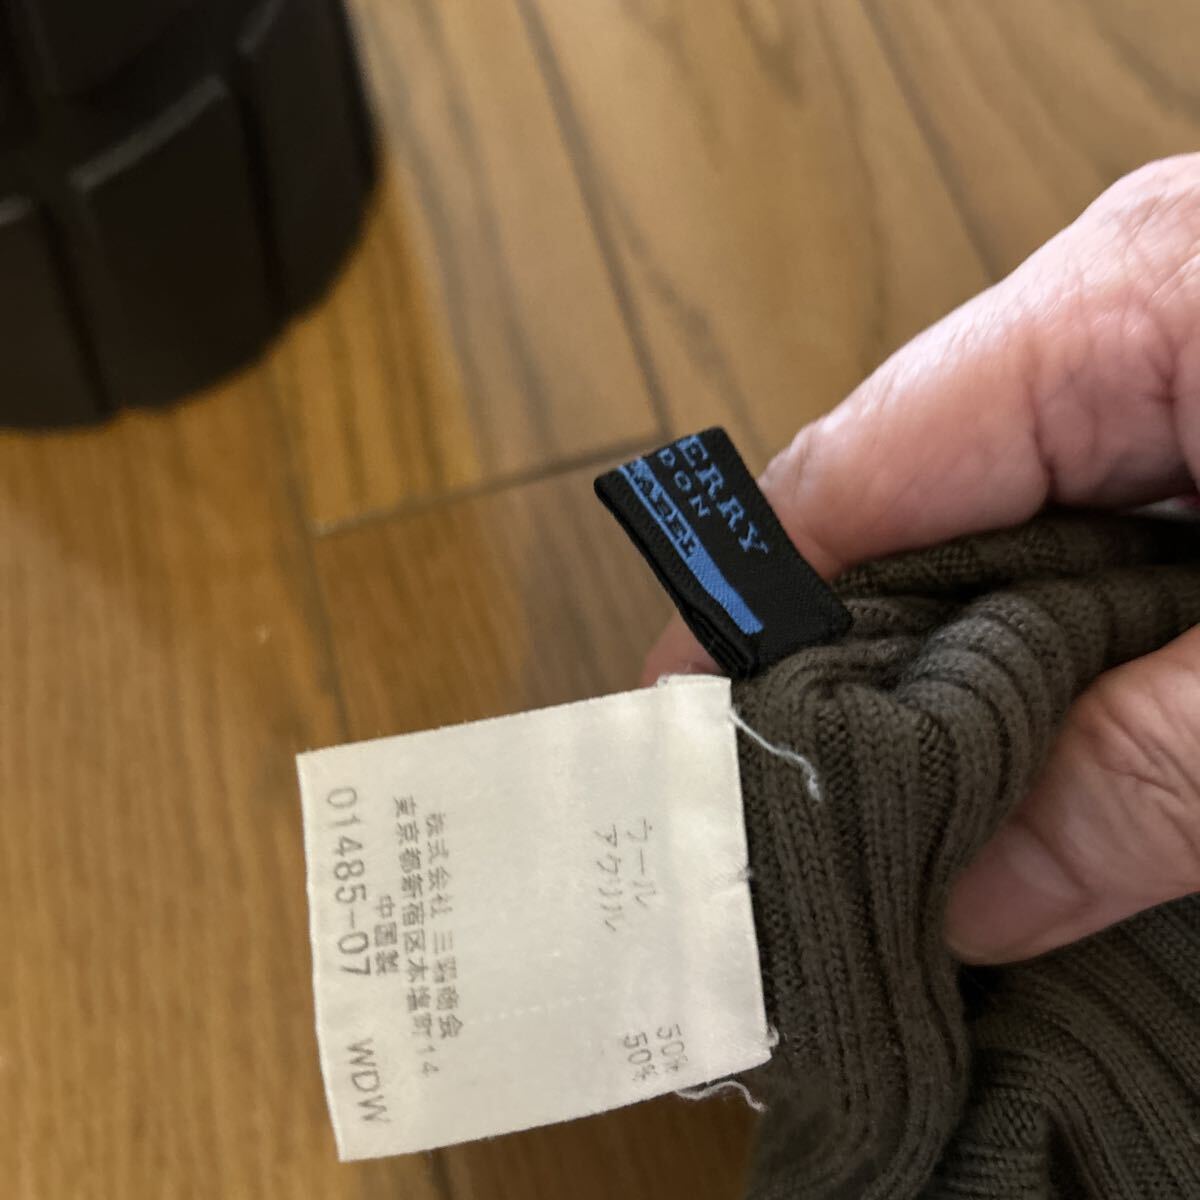 ERRY
DON
ABEL
ウール 50%
アクリル 50%
株式会社 三陽商会
東京都新宿区本塩町14
中国製
01485-07 WDW